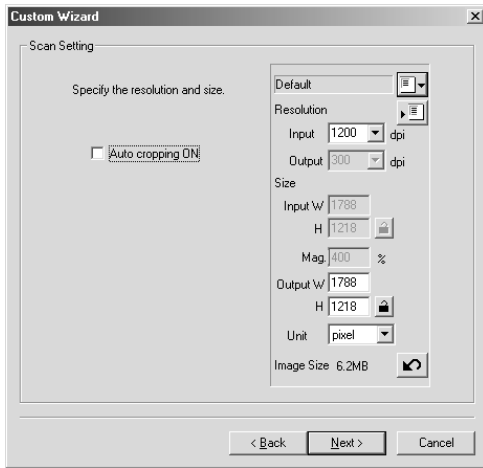 Custom Wizard
Scan Setting
Specify the resolution and size.
Auto cropping ON
Default
Resolution
Input 1200 dpi
Output 300 dpi
Size
Input W 1788
H 1218
Mag. 400 %
Output W 1788
H 1218
Unit pixel
Image Size 6.2MB
< Back Next > Cancel